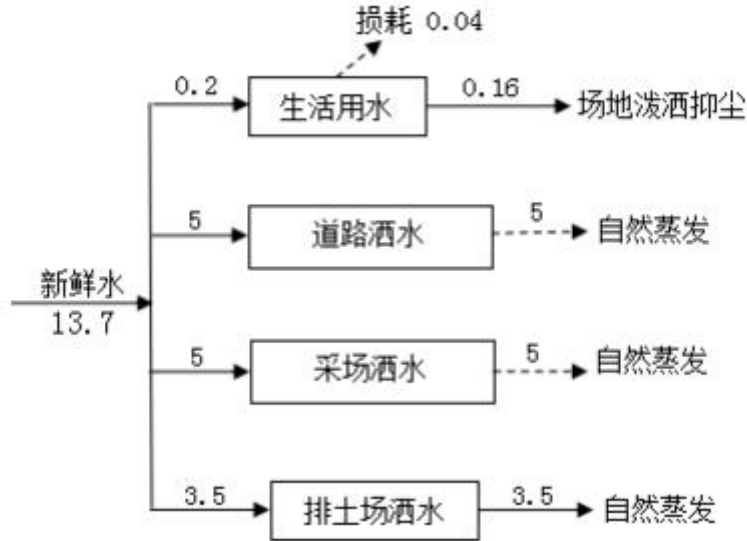 损耗 0.04
0.2
生活用水
0.16
场地泼洒抑尘
5
道路洒水
5
自然蒸发
新鲜水
13.7
5
采场洒水
5
自然蒸发
3.5
排土场洒水
3.5
自然蒸发